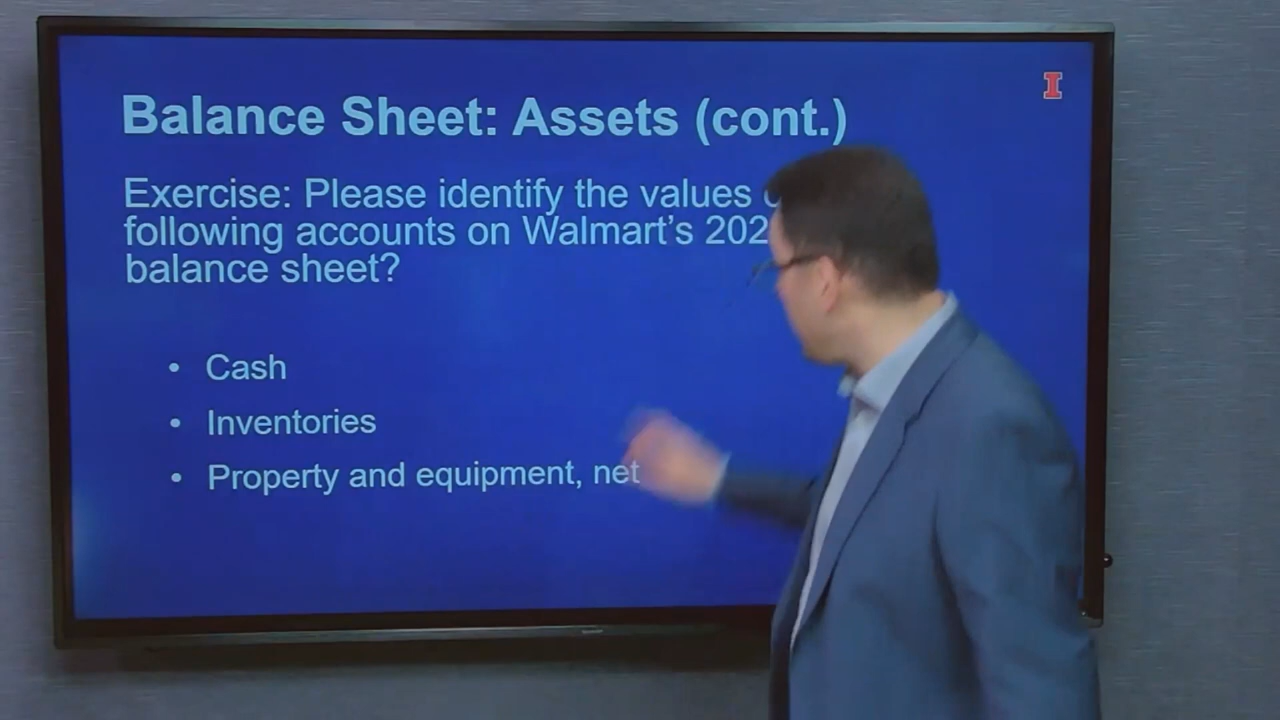 I
Balance Sheet: Assets (cont.)
Exercise: Please identify the values
following accounts on Walmart's 202
balance sheet?
• Cash
• Inventories
• Property and equipment, net